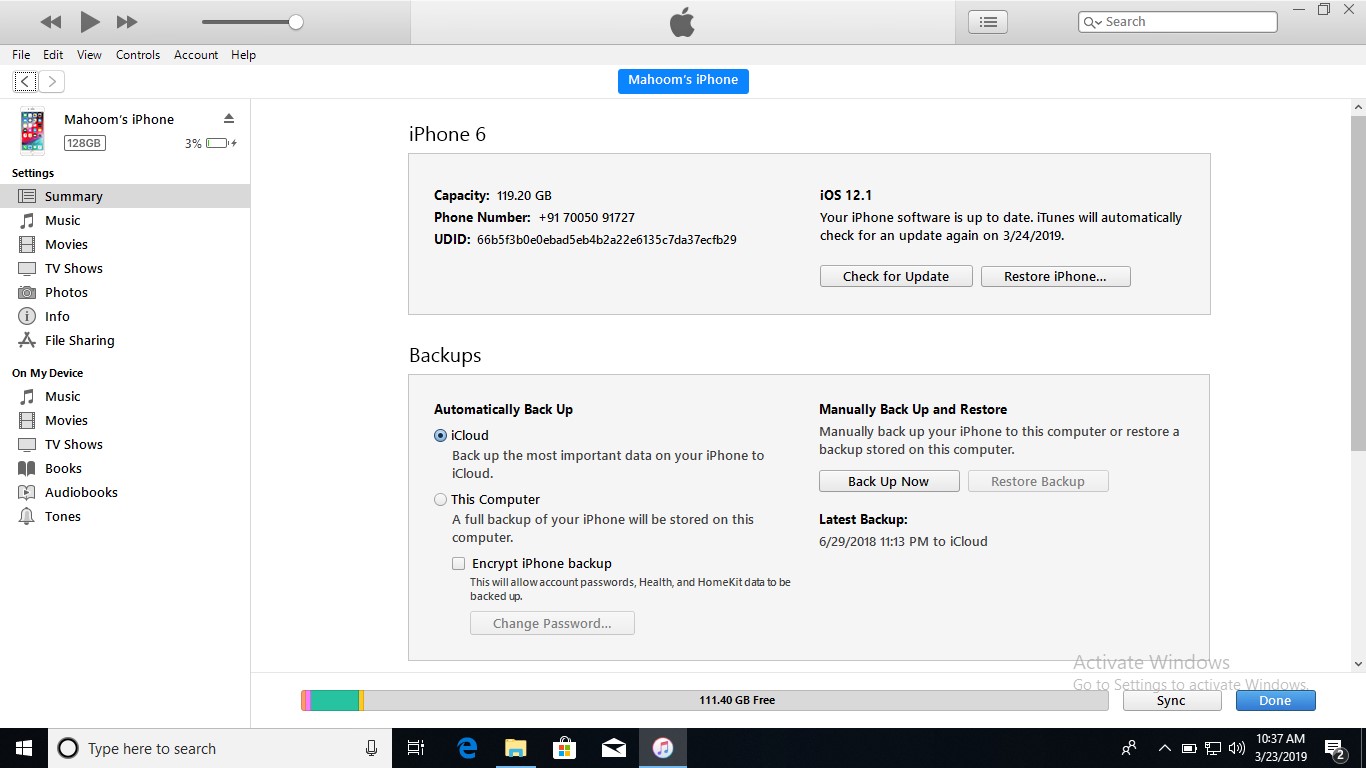 Search
File Edit View Controls Account Help
Mahoom's iPhone
Mahoom's iPhone
128GB 3%
Settings
Summary
Music
Movies
TV Shows
Photos
Info
File Sharing
On My Device
Music
Movies
TV Shows
Books
Audiobooks
Tones
iPhone 6
Capacity: 119.20 GB
Phone Number: +91 70050 91727
UDID: 66b5f3b0e0ebad5eb4b2a22e6135c7da37ecfb29
iOS 12.1
Your iPhone software is up to date. iTunes will automatically
check for an update again on 3/24/2019.
Check for Update Restore iPhone...
Backups
Automatically Back Up
iCloud
Back up the most important data on your iPhone to
iCloud.
This Computer
A full backup of your iPhone will be stored on this
computer.
Encrypt iPhone backup
This will allow account passwords, Health, and HomeKit data to be
backed up.
Change Password...
Manually Back Up and Restore
Manually back up your iPhone to this computer or restore a
backup stored on this computer.
Back Up Now Restore Backup
Latest Backup:
6/29/2018 11:13 PM to iCloud
Activate Windows
Go to Settings to activate Windows.
111.40 GB Free
Sync Done
Type here to search
10:37 AM
3/23/2019
2